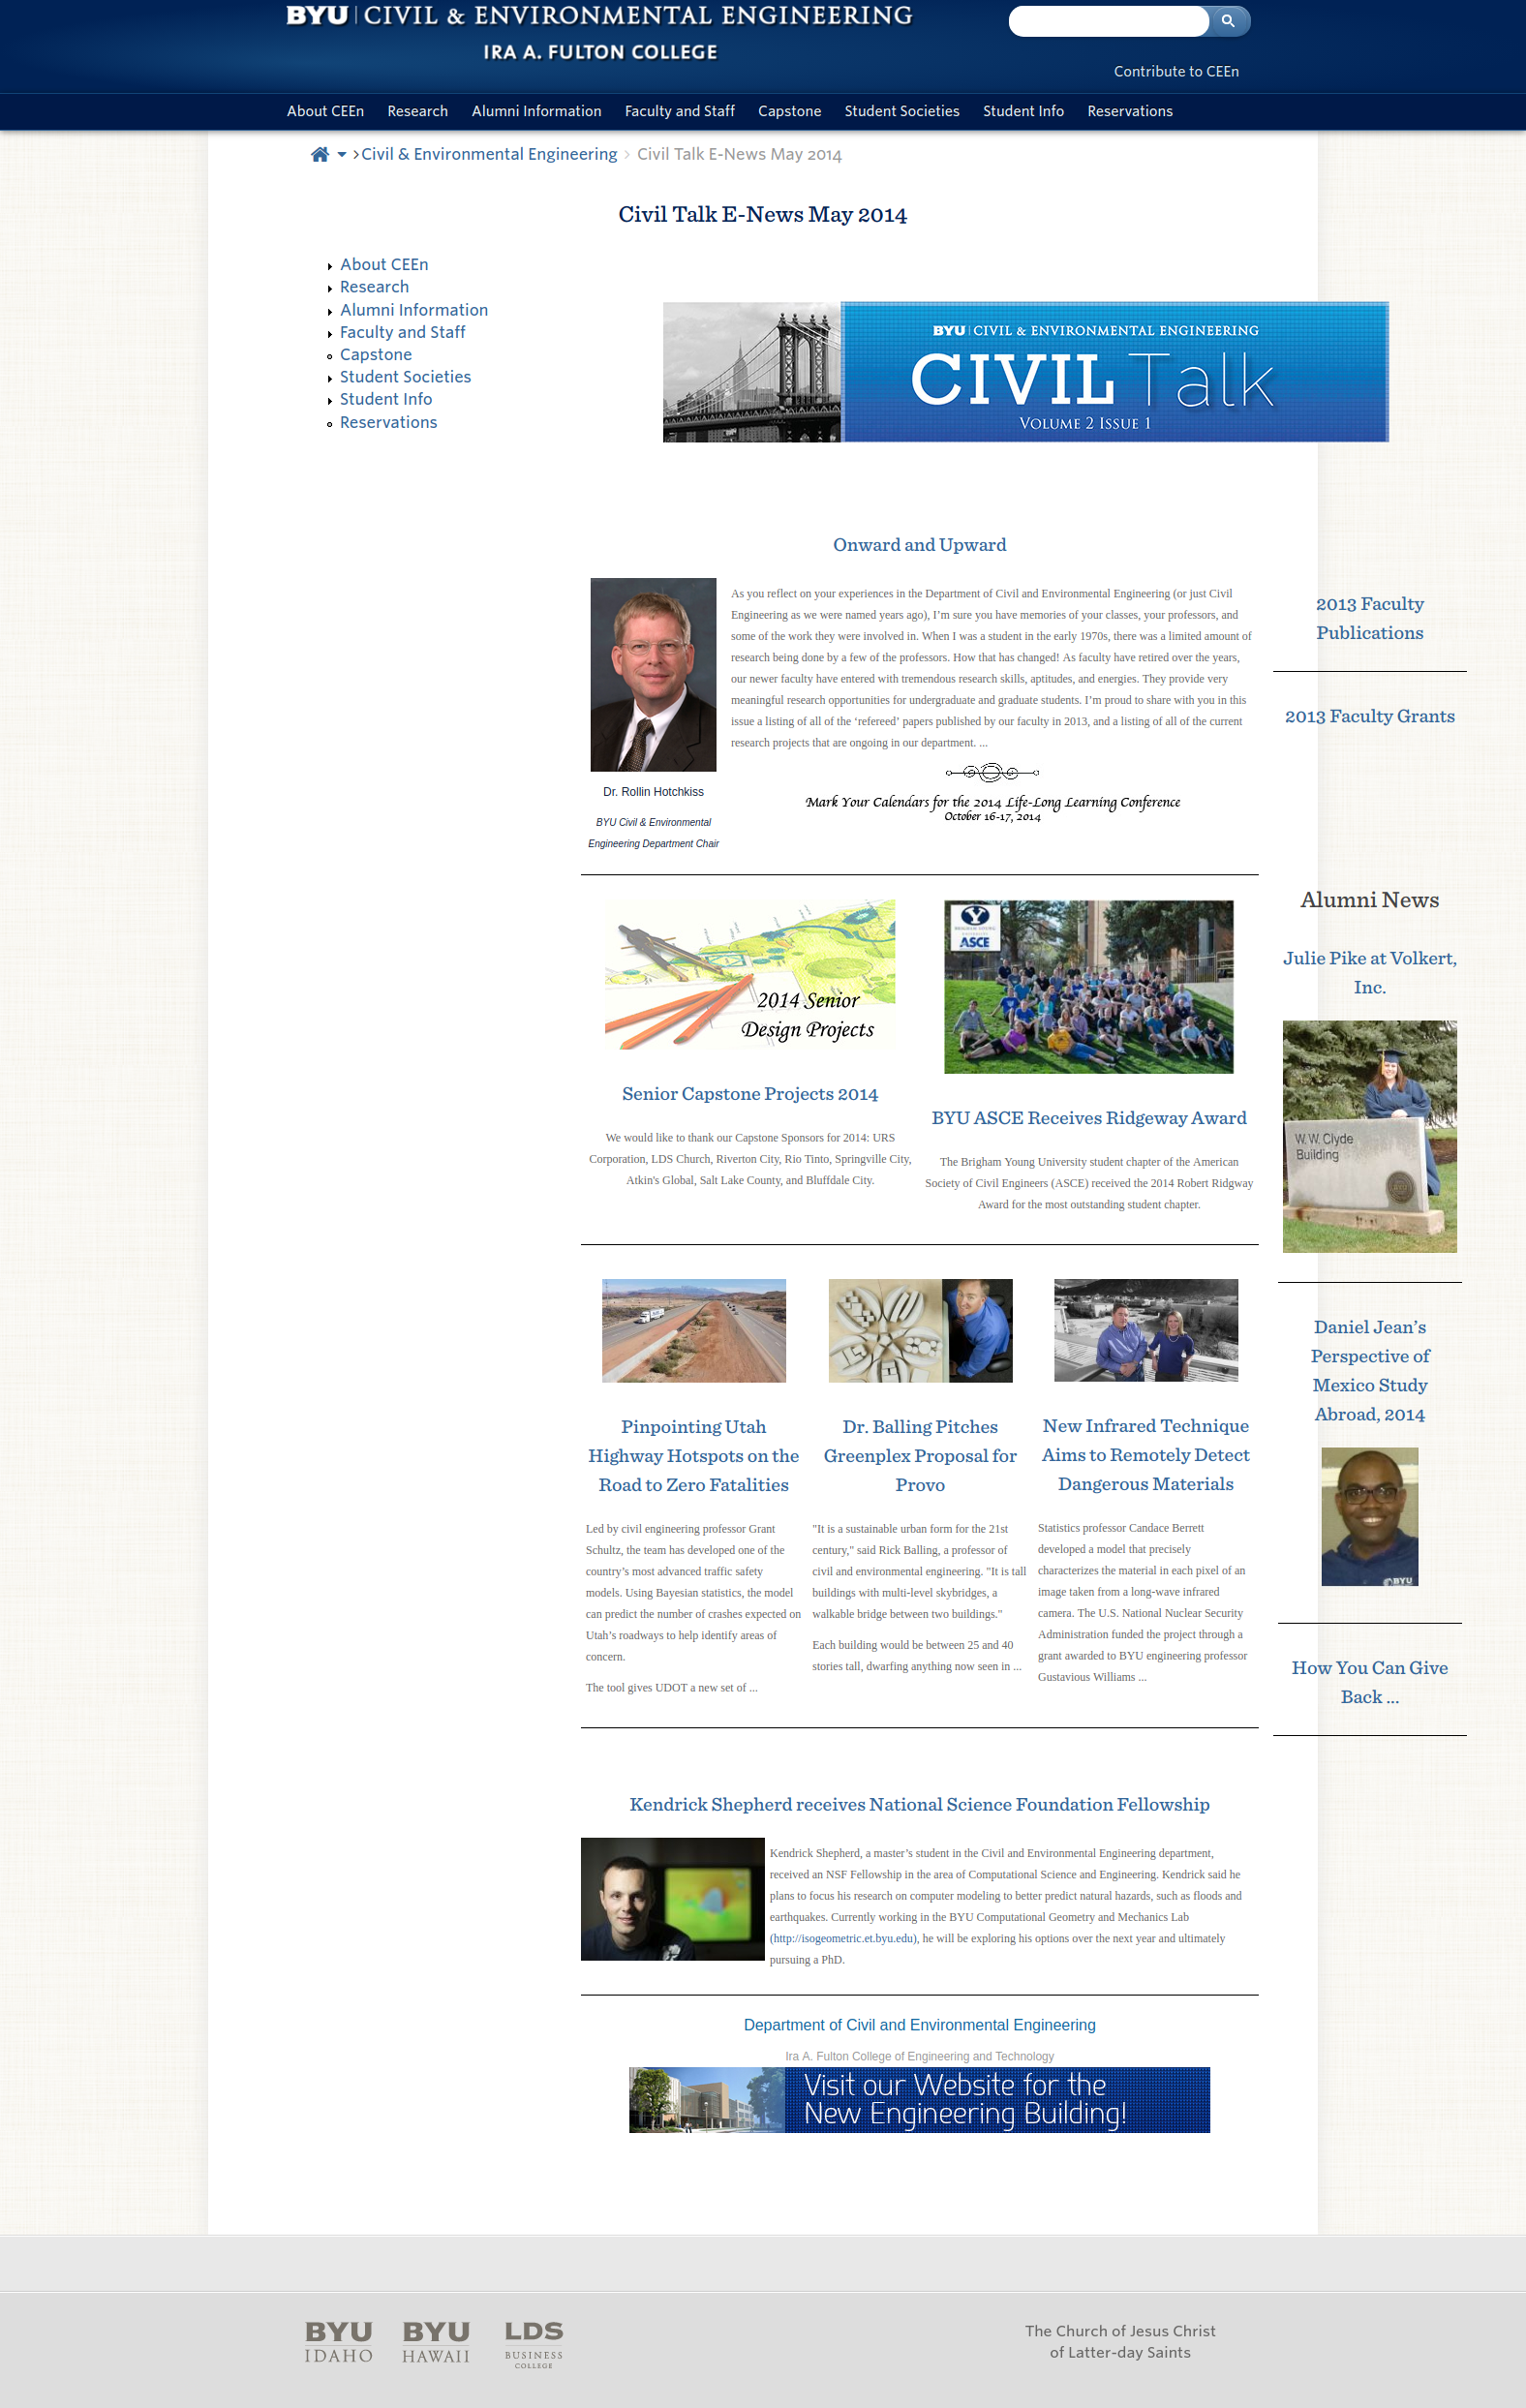 BYU | CIVIL & ENVIRONMENTAL ENGINEERING
IRA A. FULTON COLLEGE
Contribute to CEEn
About CEEn Research Alumni Information Faculty and Staff Capstone Student Societies Student Info Reservations
Civil & Environmental Engineering › Civil Talk E-News May 2014
Civil Talk E-News May 2014
About CEEn
Research
Alumni Information
Faculty and Staff
Capstone
Student Societies
Student Info
Reservations
BYU | CIVIL & ENVIRONMENTAL ENGINEERING
CIVIL Talk
VOLUME 2 ISSUE 1
Onward and Upward
As you reflect on your experiences in the Department of Civil and Environmental Engineering (or just Civil
Engineering as we were named years ago), I’m sure you have memories of your classes, your professors, and
some of the work they were involved in. When I was a student in the early 1970s, there was a limited amount of
research being done by a few of the professors. How that has changed! As faculty have retired over the years,
our newer faculty have entered with tremendous research skills, aptitudes, and energies. They provide very
meaningful research opportunities for undergraduate and graduate students. I’m proud to share with you in this
issue a listing of all of the ‘refereed’ papers published by our faculty in 2013, and a listing of all of the current
research projects that are ongoing in our department. ...
Dr. Rollin Hotchkiss
BYU Civil & Environmental
Engineering Department Chair
Mark Your Calendars for the 2014 Life-Long Learning Conference
October 16-17, 2014
2013 Faculty
Publications
2013 Faculty Grants
2014 Senior
Design Projects
Senior Capstone Projects 2014
We would like to thank our Capstone Sponsors for 2014: URS
Corporation, LDS Church, Riverton City, Rio Tinto, Springville City,
Atkin's Global, Salt Lake County, and Bluffdale City.
Y
BRIGHAM YOUNG
UNIVERSITY
ASCE
BYU ASCE Receives Ridgeway Award
The Brigham Young University student chapter of the American
Society of Civil Engineers (ASCE) received the 2014 Robert Ridgway
Award for the most outstanding student chapter.
Alumni News
Julie Pike at Volkert,
Inc.
W. W. Clyde
Building
Daniel Jean’s
Perspective of
Mexico Study
Abroad, 2014
BYU
How You Can Give
Back ...
Pinpointing Utah
Highway Hotspots on the
Road to Zero Fatalities
Led by civil engineering professor Grant
Schultz, the team has developed one of the
country’s most advanced traffic safety
models. Using Bayesian statistics, the model
can predict the number of crashes expected on
Utah’s roadways to help identify areas of
concern.
The tool gives UDOT a new set of ...
Dr. Balling Pitches
Greenplex Proposal for
Provo
"It is a sustainable urban form for the 21st
century," said Rick Balling, a professor of
civil and environmental engineering. "It is tall
buildings with multi-level skybridges, a
walkable bridge between two buildings."
Each building would be between 25 and 40
stories tall, dwarfing anything now seen in ...
New Infrared Technique
Aims to Remotely Detect
Dangerous Materials
Statistics professor Candace Berrett
developed a model that precisely
characterizes the material in each pixel of an
image taken from a long-wave infrared
camera. The U.S. National Nuclear Security
Administration funded the project through a
grant awarded to BYU engineering professor
Gustavious Williams ...
Kendrick Shepherd receives National Science Foundation Fellowship
Kendrick Shepherd, a master’s student in the Civil and Environmental Engineering department,
received an NSF Fellowship in the area of Computational Science and Engineering. Kendrick said he
plans to focus his research on computer modeling to better predict natural hazards, such as floods and
earthquakes. Currently working in the BYU Computational Geometry and Mechanics Lab
(http://isogeometric.et.byu.edu), he will be exploring his options over the next year and ultimately
pursuing a PhD.
Department of Civil and Environmental Engineering
Ira A. Fulton College of Engineering and Technology
Visit our Website for the
New Engineering Building!
BYU IDAHO
BYU HAWAII
LDS BUSINESS COLLEGE
The Church of Jesus Christ
of Latter-day Saints